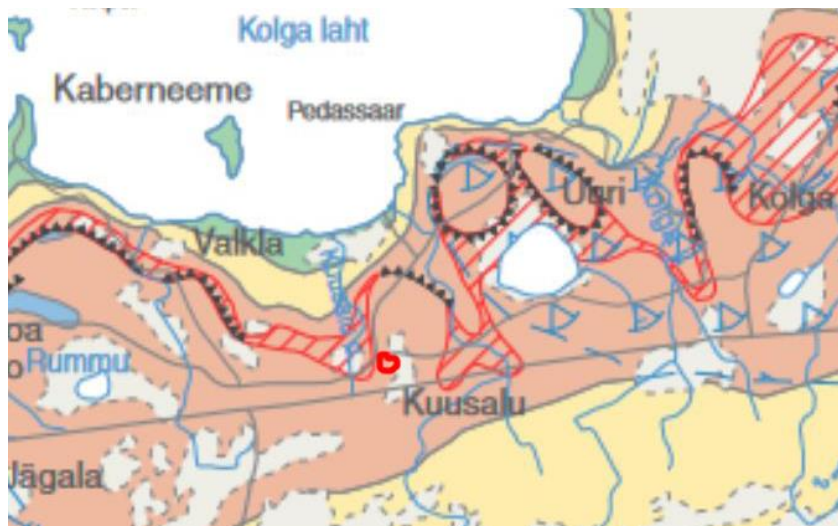 Kolga laht
Kaberneeme
Pedassaar
Uuri
Kolga
Valkla
Rummu
Kuusalu
Jägala